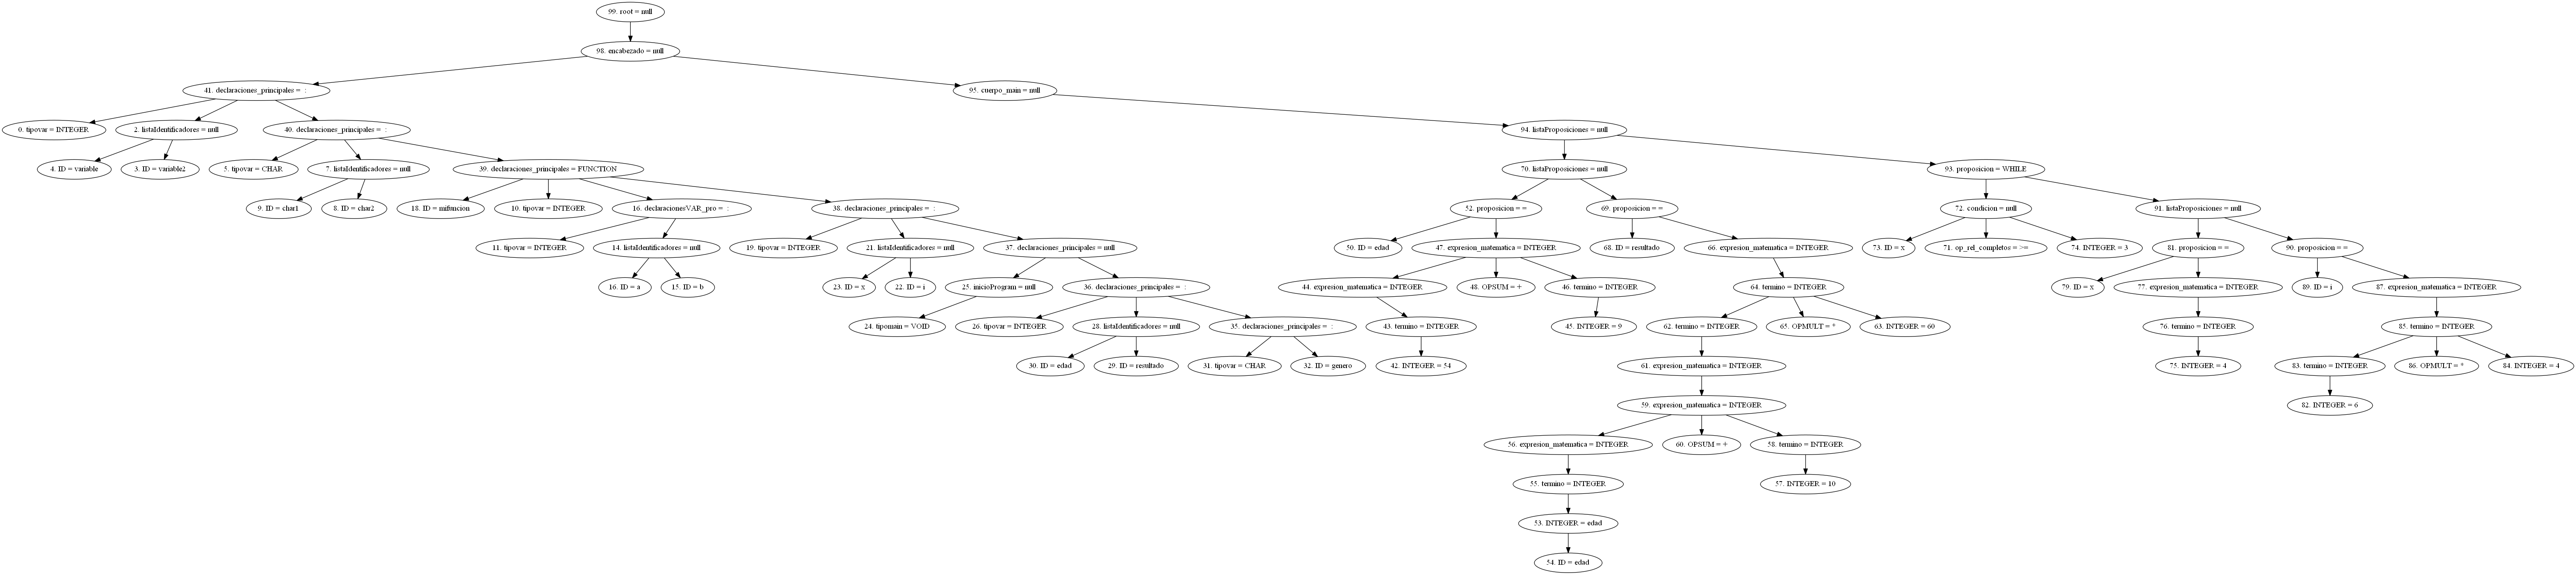 99. root = null
98. encabezado = null
41. declaraciones_principales = :
95. cuerpo_main = null
0. tipovar = INTEGER
2. listaIdentificadores = null
40. declaraciones_principales = :
94. listaProposiciones = null
4. ID = variable
3. ID = variable2
5. tipovar = CHAR
7. listaIdentificadores = null
39. declaraciones_principales = FUNCTION
70. listaProposiciones = null
93. proposicion = WHILE
9. ID = char1
8. ID = char2
18. ID = mifuncion
10. tipovar = INTEGER
16. declaracionesVAR_pro = :
38. declaraciones_principales = :
52. proposicion = =
69. proposicion = =
72. condicion = null
91. listaProposiciones = null
11. tipovar = INTEGER
14. listaIdentificadores = null
19. tipovar = INTEGER
21. listaIdentificadores = null
37. declaraciones_principales = null
50. ID = edad
47. expresion_matematica = INTEGER
68. ID = resultado
66. expresion_matematica = INTEGER
73. ID = x
71. op_rel_completos = >=
74. INTEGER = 3
81. proposicion = =
90. proposicion = =
16. ID = a
15. ID = b
23. ID = x
22. ID = i
25. inicioProgram = null
36. declaraciones_principales = :
44. expresion_matematica = INTEGER
48. OPSUM = +
46. termino = INTEGER
64. termino = INTEGER
79. ID = x
77. expresion_matematica = INTEGER
89. ID = i
87. expresion_matematica = INTEGER
24. tipomain = VOID
26. tipovar = INTEGER
28. listaIdentificadores = null
35. declaraciones_principales = :
43. termino = INTEGER
45. INTEGER = 9
62. termino = INTEGER
65. OPMULT = *
63. INTEGER = 60
76. termino = INTEGER
85. termino = INTEGER
30. ID = edad
29. ID = resultado
31. tipovar = CHAR
32. ID = genero
42. INTEGER = 54
61. expresion_matematica = INTEGER
75. INTEGER = 4
83. termino = INTEGER
86. OPMULT = *
84. INTEGER = 4
59. expresion_matematica = INTEGER
82. INTEGER = 6
56. expresion_matematica = INTEGER
60. OPSUM = +
58. termino = INTEGER
55. termino = INTEGER
57. INTEGER = 10
53. INTEGER = edad
54. ID = edad